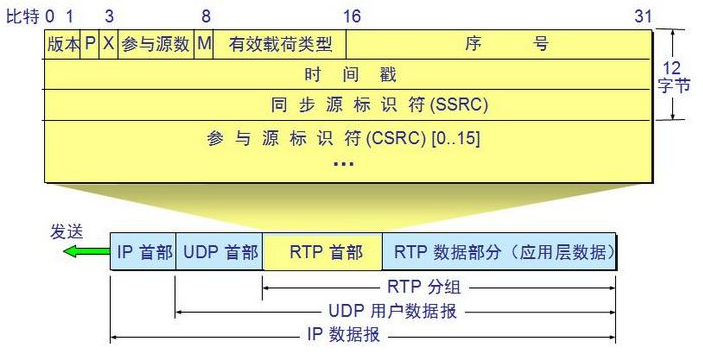 比特 0 1 3 8 16 31
版本 P X 参与源数 M 有效载荷类型 序 号
时 间 戳
12
字节
同 步 源 标 识 符 (SSRC)
参 与 源 标 识 符 (CSRC) [0..15]
...
发送
IP 首部 UDP 首部 RTP 首部 RTP 数据部分（应用层数据）
RTP 分组
UDP 用户数据报
IP 数据报